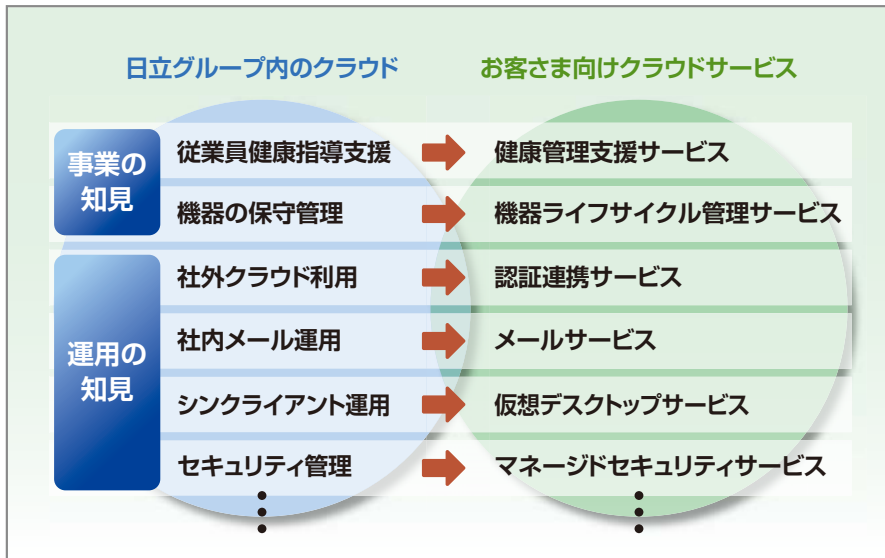 日立グループ内のクラウド
お客さま向けクラウドサービス
事業の
知見
従業員健康指導支援
健康管理支援サービス
機器の保守管理
機器ライフサイクル管理サービス
運用の
知見
社外クラウド利用
認証連携サービス
社内メール運用
メールサービス
シンクライアント運用
仮想デスクトップサービス
セキュリティ管理
マネージドセキュリティサービス